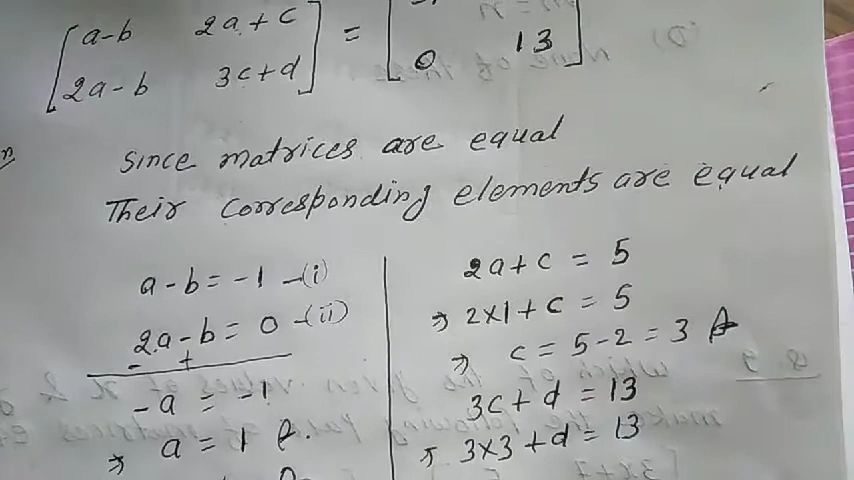 [a-b 2a+c] = [
[2a-b 3c+d] [0 13]
Since matrices are equal
Their corresponding elements are equal
a-b = -1 -(i)
2a-b = 0 -(ii)
- +
-a = -1
⇒ a = 1
2a+c = 5
⇒ 2×1+c = 5
⇒ c = 5-2 = 3
3c+d = 13
⇒ 3×3+d = 13